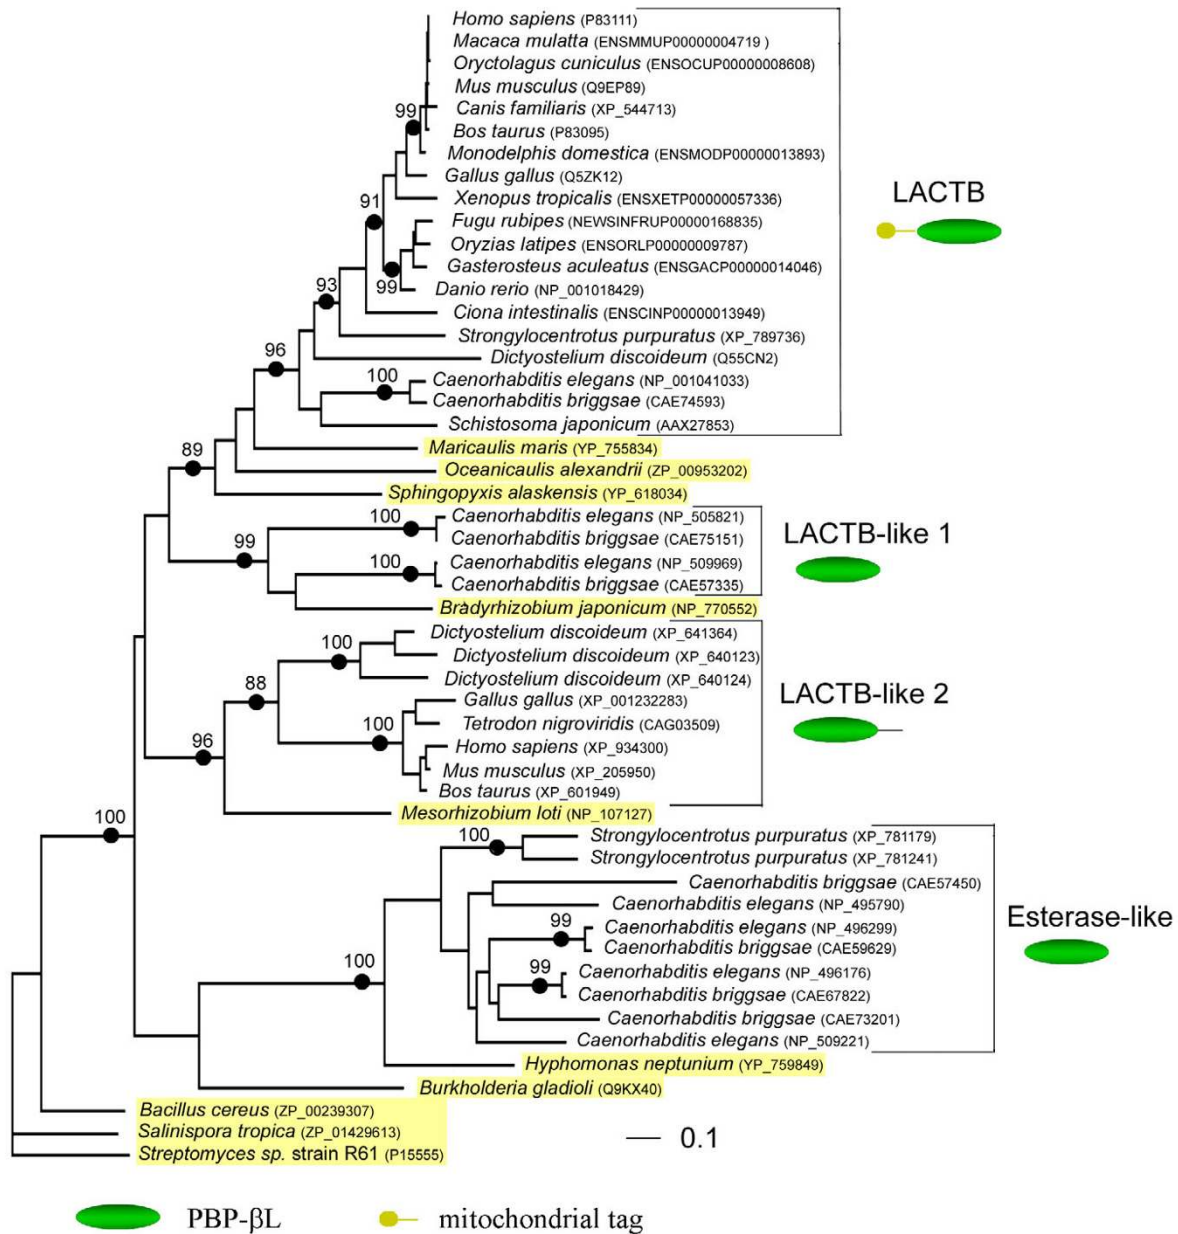 Homo sapiens (P83111)
Macaca mulatta (ENSMMUP00000004719 )
Oryctolagus cuniculus (ENSOCUP00000008608)
Mus musculus (Q9EP89)
99 Canis familiaris (XP_544713)
Bos taurus (P83095)
Monodelphis domestica (ENSMODP00000013893)
Gallus gallus (Q5ZK12)
LACTB
91 Xenopus tropicalis (ENSXETP00000057336)
Fugu rubipes (NEWSINFRUP00000168835)
Oryzias latipes (ENSORLP00000009787)
Gasterosteus aculeatus (ENSGACP00000014046)
99 Danio rerio (NP_001018429)
93 Ciona intestinalis (ENSCINP00000013949)
Strongylocentrotus purpuratus (XP_789736)
96 Dictyostelium discoideum (Q55CN2)
100 Caenorhabditis elegans (NP_001041033)
Caenorhabditis briggsae (CAE74593)
Schistosoma japonicum (AAX27853)
89 Maricaulis maris (YP_755834)
Oceanicaulis alexandrii (ZP_00953202)
Sphingopyxis alaskensis (YP_618034)
100 Caenorhabditis elegans (NP_505821)
LACTB-like 1
99 Caenorhabditis briggsae (CAE75151)
100 Caenorhabditis elegans (NP_509969)
Caenorhabditis briggsae (CAE57335)
Bradyrhizobium japonicum (NP_770552)
100 Dictyostelium discoideum (XP_641364)
Dictyostelium discoideum (XP_640123)
88 Dictyostelium discoideum (XP_640124)
LACTB-like 2
Gallus gallus (XP_001232283)
100 Tetrodon nigroviridis (CAG03509)
96 Homo sapiens (XP_934300)
Mus musculus (XP_205950)
Bos taurus (XP_601949)
Mesorhizobium loti (NP_107127)
100 100 Strongylocentrotus purpuratus (XP_781179)
Strongylocentrotus purpuratus (XP_781241)
Caenorhabditis briggsae (CAE57450)
Caenorhabditis elegans (NP_495790)
Esterase-like
99 Caenorhabditis elegans (NP_496299)
Caenorhabditis briggsae (CAE59629)
100 99 Caenorhabditis elegans (NP_496176)
Caenorhabditis briggsae (CAE67822)
Caenorhabditis briggsae (CAE73201)
Caenorhabditis elegans (NP_509221)
Hyphomonas neptunium (YP_759849)
Burkholderia gladioli (Q9KX40)
Bacillus cereus (ZP_00239307)
Salinispora tropica (ZP_01429613)
0.1
Streptomyces sp. strain R61 (P15555)
PBP-βL mitochondrial tag